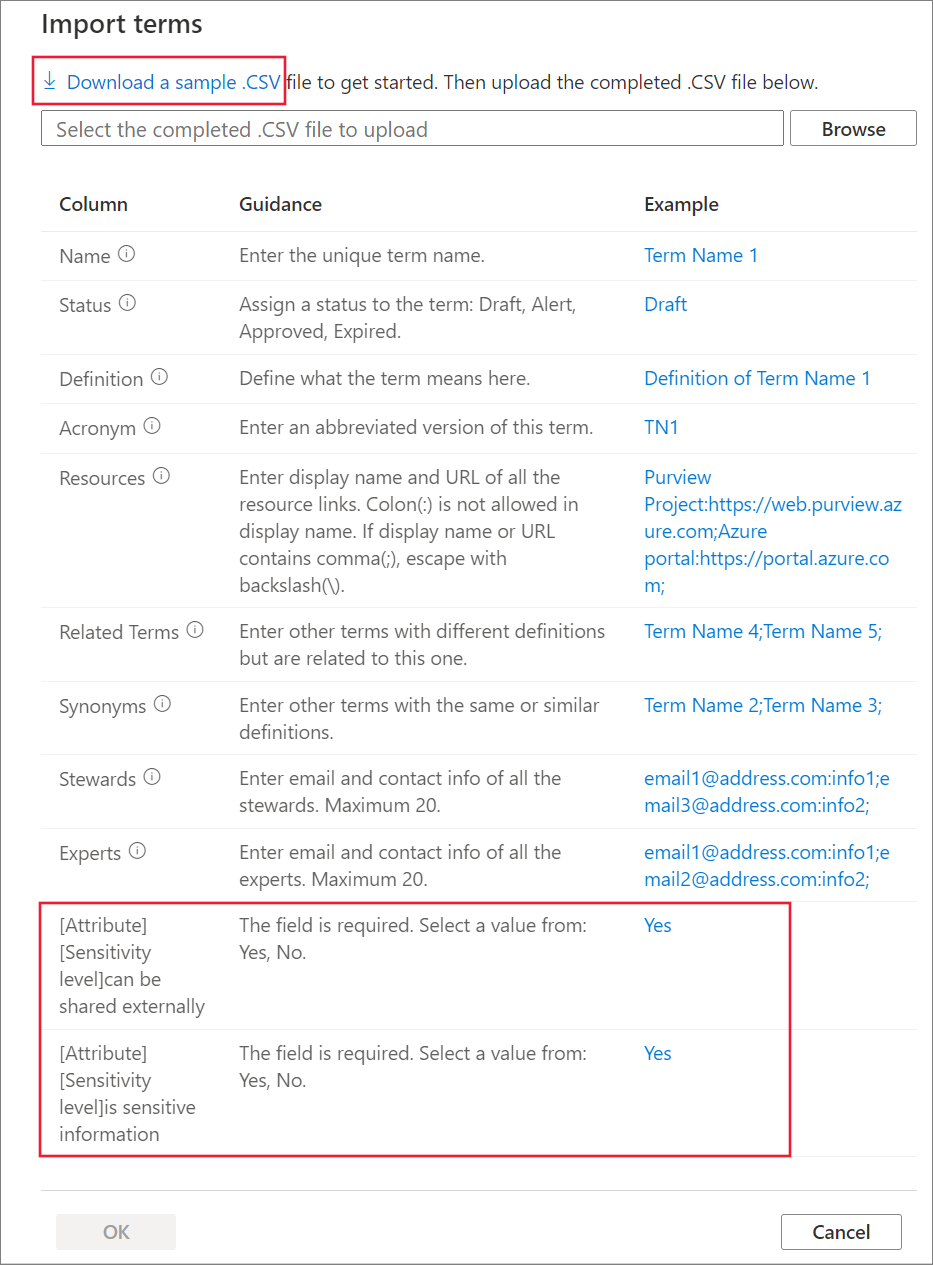 Import terms
Download a sample .CSV file to get started. Then upload the completed .CSV file below.
Select the completed .CSV file to upload
Browse
Column
Guidance
Example
Name
Enter the unique term name.
Term Name 1
Status
Assign a status to the term: Draft, Alert,
Approved, Expired.
Draft
Definition
Define what the term means here.
Definition of Term Name 1
Acronym
Enter an abbreviated version of this term.
TN1
Resources
Enter display name and URL of all the
resource links. Colon(:) is not allowed in
display name. If display name or URL
contains comma(;), escape with
backslash(\).
Purview
Project:https://web.purview.az
ure.com;Azure
portal:https://portal.azure.co
m;
Related Terms
Enter other terms with different definitions
but are related to this one.
Term Name 4;Term Name 5;
Synonyms
Enter other terms with the same or similar
definitions.
Term Name 2;Term Name 3;
Stewards
Enter email and contact info of all the
stewards. Maximum 20.
email1@address.com:info1;e
mail3@address.com:info2;
Experts
Enter email and contact info of all the
experts. Maximum 20.
email1@address.com:info1;e
mail2@address.com:info2;
[Attribute]
[Sensitivity
level]can be
shared externally
The field is required. Select a value from:
Yes, No.
Yes
[Attribute]
[Sensitivity
level]is sensitive
information
The field is required. Select a value from:
Yes, No.
Yes
OK
Cancel